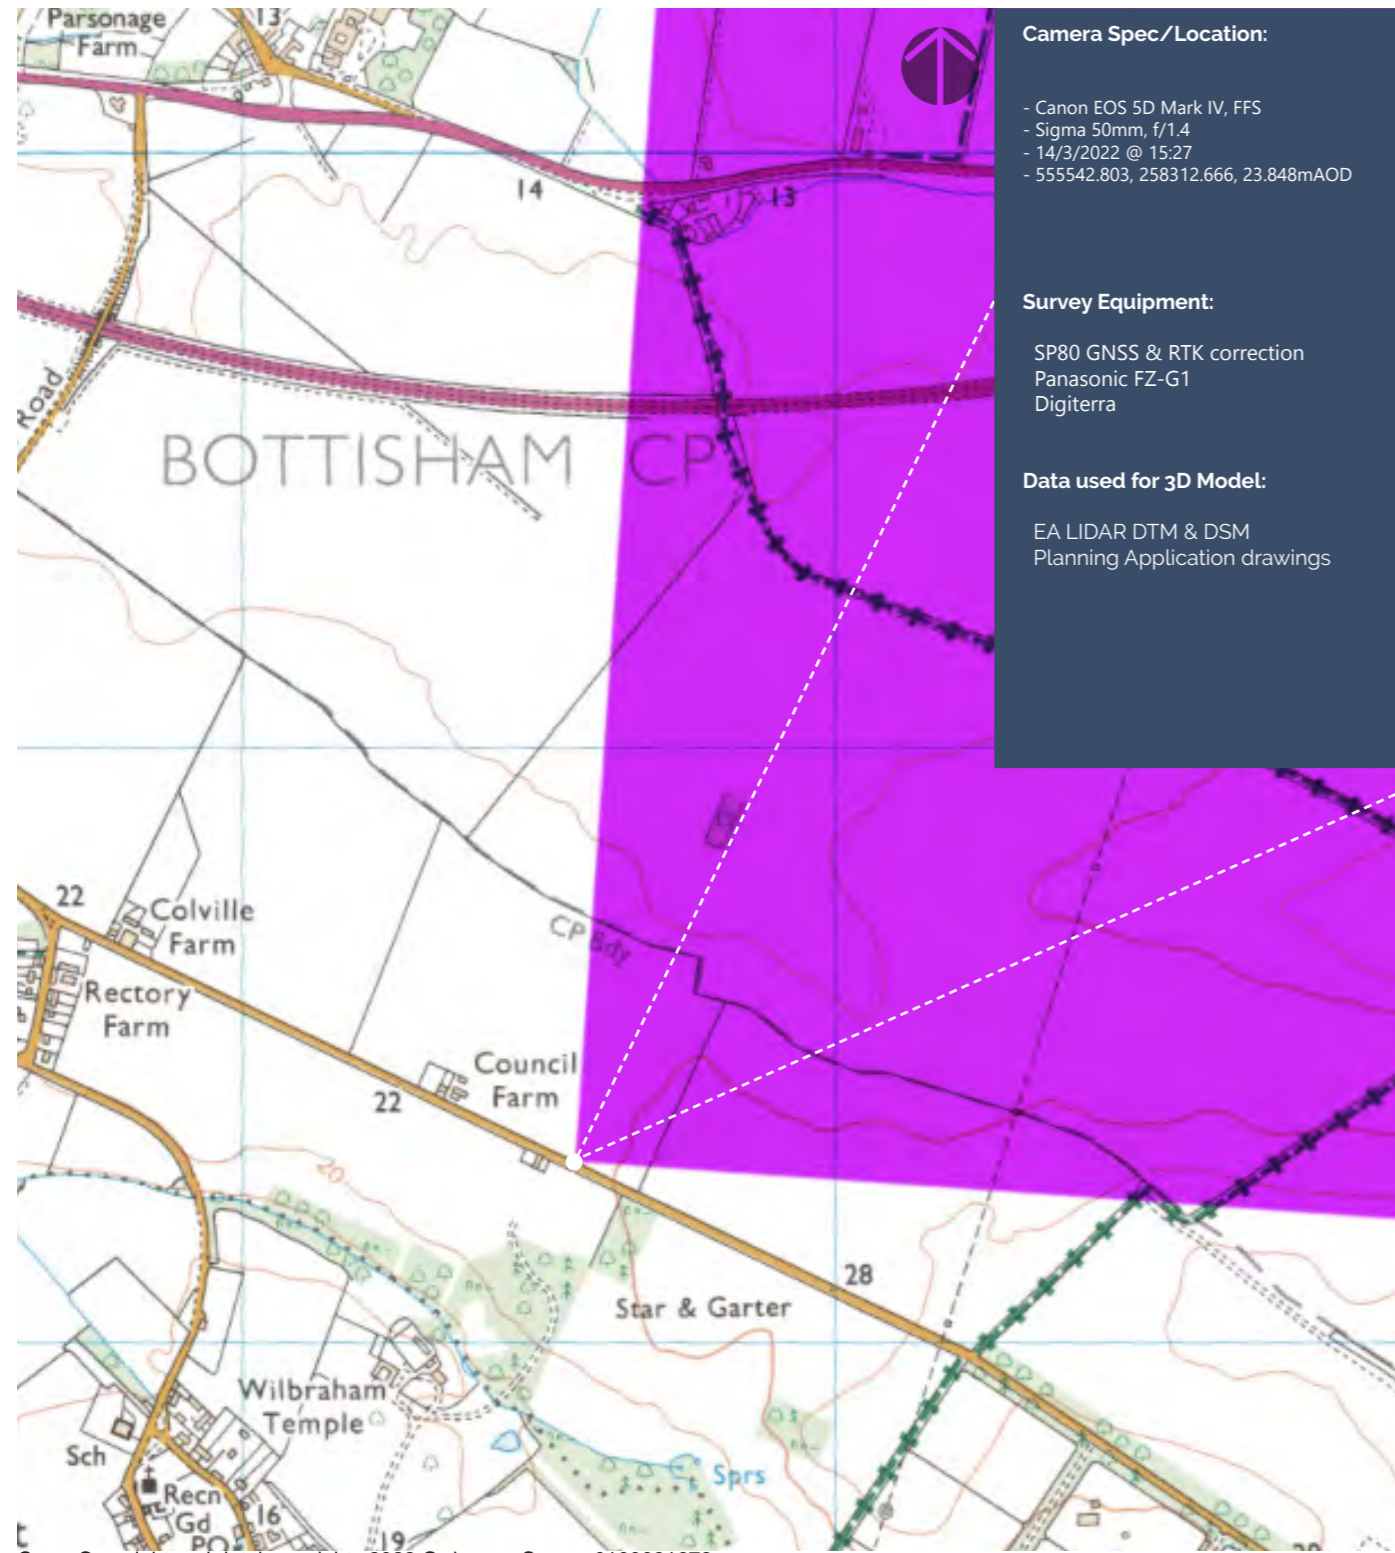 Parsonage
Farm
13
14
13
Road
BOTTISHAM CP
22
Colville
Farm
Rectory
Farm
CP Bdy
Council
Farm
22
20
28
Star & Garter
Wilbraham
Temple
Sch
Sprs
Recn
Gd
PO
16
19
Camera Spec/Location:
- Canon EOS 5D Mark IV, FFS
- Sigma 50mm, f/1.4
- 14/3/2022 @ 15:27
- 555542.803, 258312.666, 23.848mAOD
Survey Equipment:
SP80 GNSS & RTK correction
Panasonic FZ-G1
Digiterra
Data used for 3D Model:
EA LIDAR DTM & DSM
Planning Application drawings